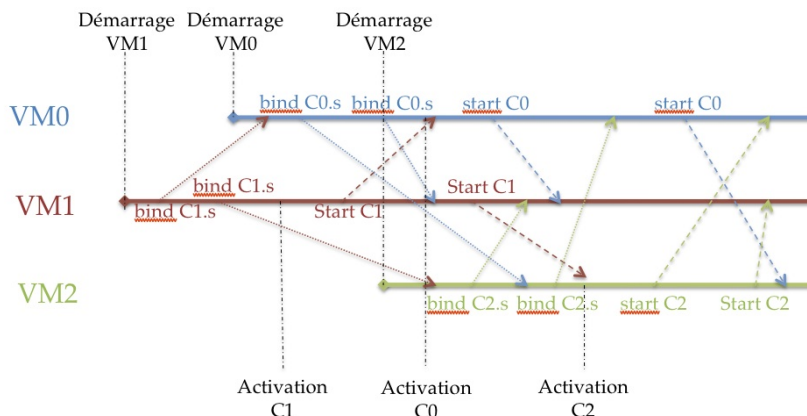 Démarrage Démarrage Démarrage
VM1 VM0 VM2
bind C0.s bind C0.s start C0 start C0
VM0
bind C1.s Start C1
VM1
bind C1.s Start C1
bind C2.s bind C2.s start C2 Start C2
VM2
Activation Activation Activation
C1 C0 C2